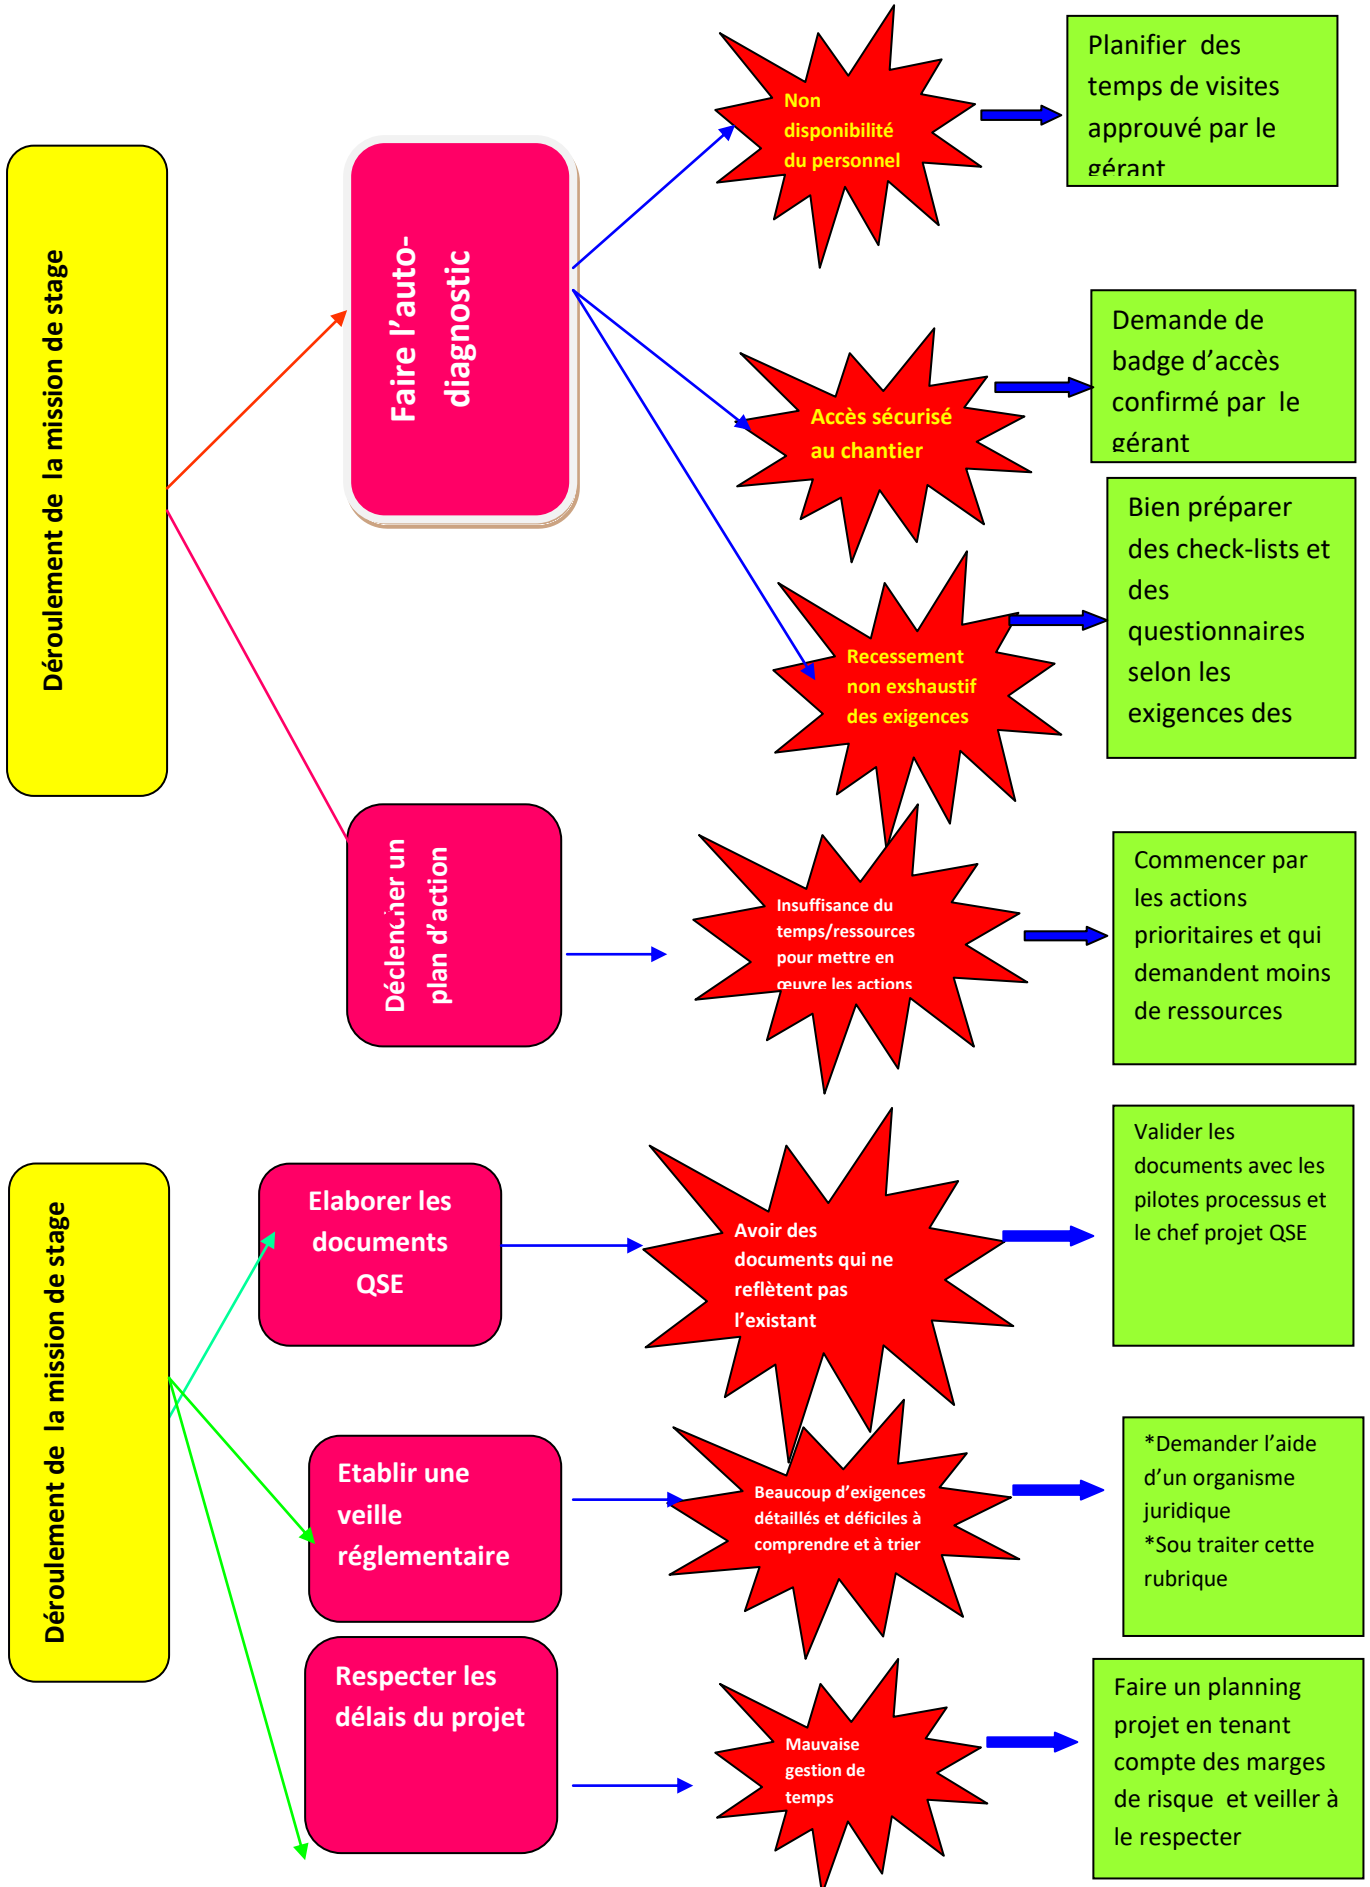 Déroulement de  la mission de stage
Faire l’auto-
diagnostic
Non
disponibilité
du personnel
Planifier  des
temps de visites
approuvé par le
gérant
Accès sécurisé
au chantier
Demande de
badge d’accès
confirmé par  le
gérant
Recessement
non exshaustif
des exigences
Bien préparer
des check-lists et
des
questionnaires
selon les
exigences des
Déclencher un
plan d’action
Insuffisance du
temps/ressources
pour mettre en
œuvre les actions
Commencer par
les actions
prioritaires et qui
demandent moins
de ressources
Déroulement de  la mission de stage
Elaborer les
documents
QSE
Avoir des
documents qui ne
reflètent pas
l’existant
Valider les
documents avec les
pilotes processus et
le chef projet QSE
Etablir une
veille
réglementaire
Beaucoup d’exigences
détaillés et déficiles à
comprendre et à trier
*Demander l’aide
d’un organisme
juridique
*Sou traiter cette
rubrique
Respecter les
délais du projet
Mauvaise
gestion de
temps
Faire un planning
projet en tenant
compte des marges
de risque  et veiller à
le respecter